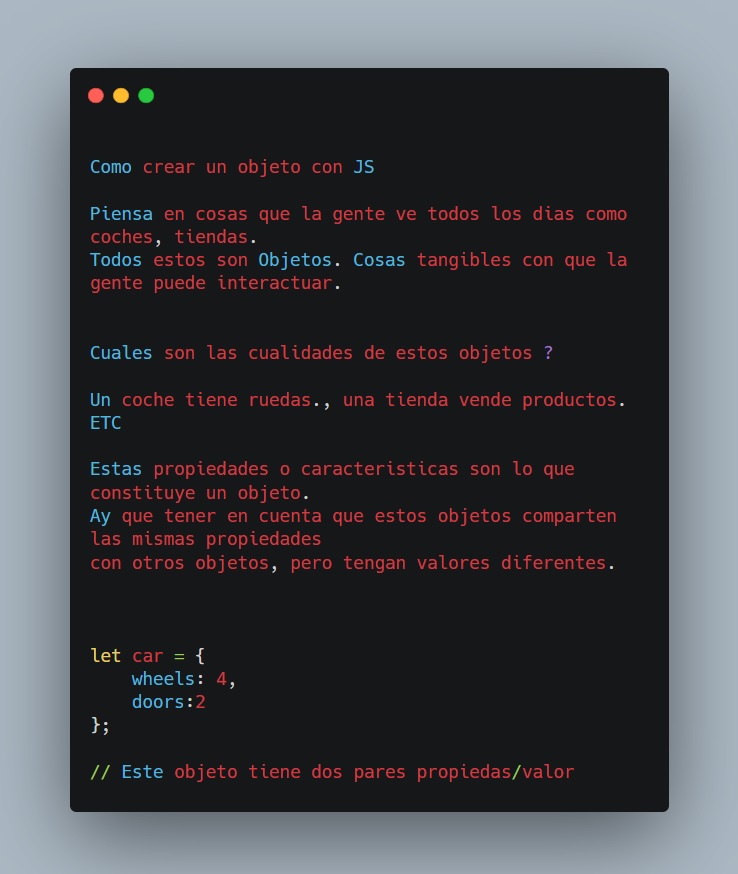 Como crear un objeto con JS
Piensa en cosas que la gente ve todos los dias como
coches, tiendas.
Todos estos son Objetos. Cosas tangibles con que la
gente puede interactuar.
Cuales son las cualidades de estos objetos ?
Un coche tiene ruedas., una tienda vende productos.
ETC
Estas propiedades o caracteristicas son lo que
constituye un objeto.
Ay que tener en cuenta que estos objetos comparten
las mismas propiedades
con otros objetos, pero tengan valores diferentes.
let car = {
    wheels: 4,
    doors:2
};
// Este objeto tiene dos pares propiedas/valor